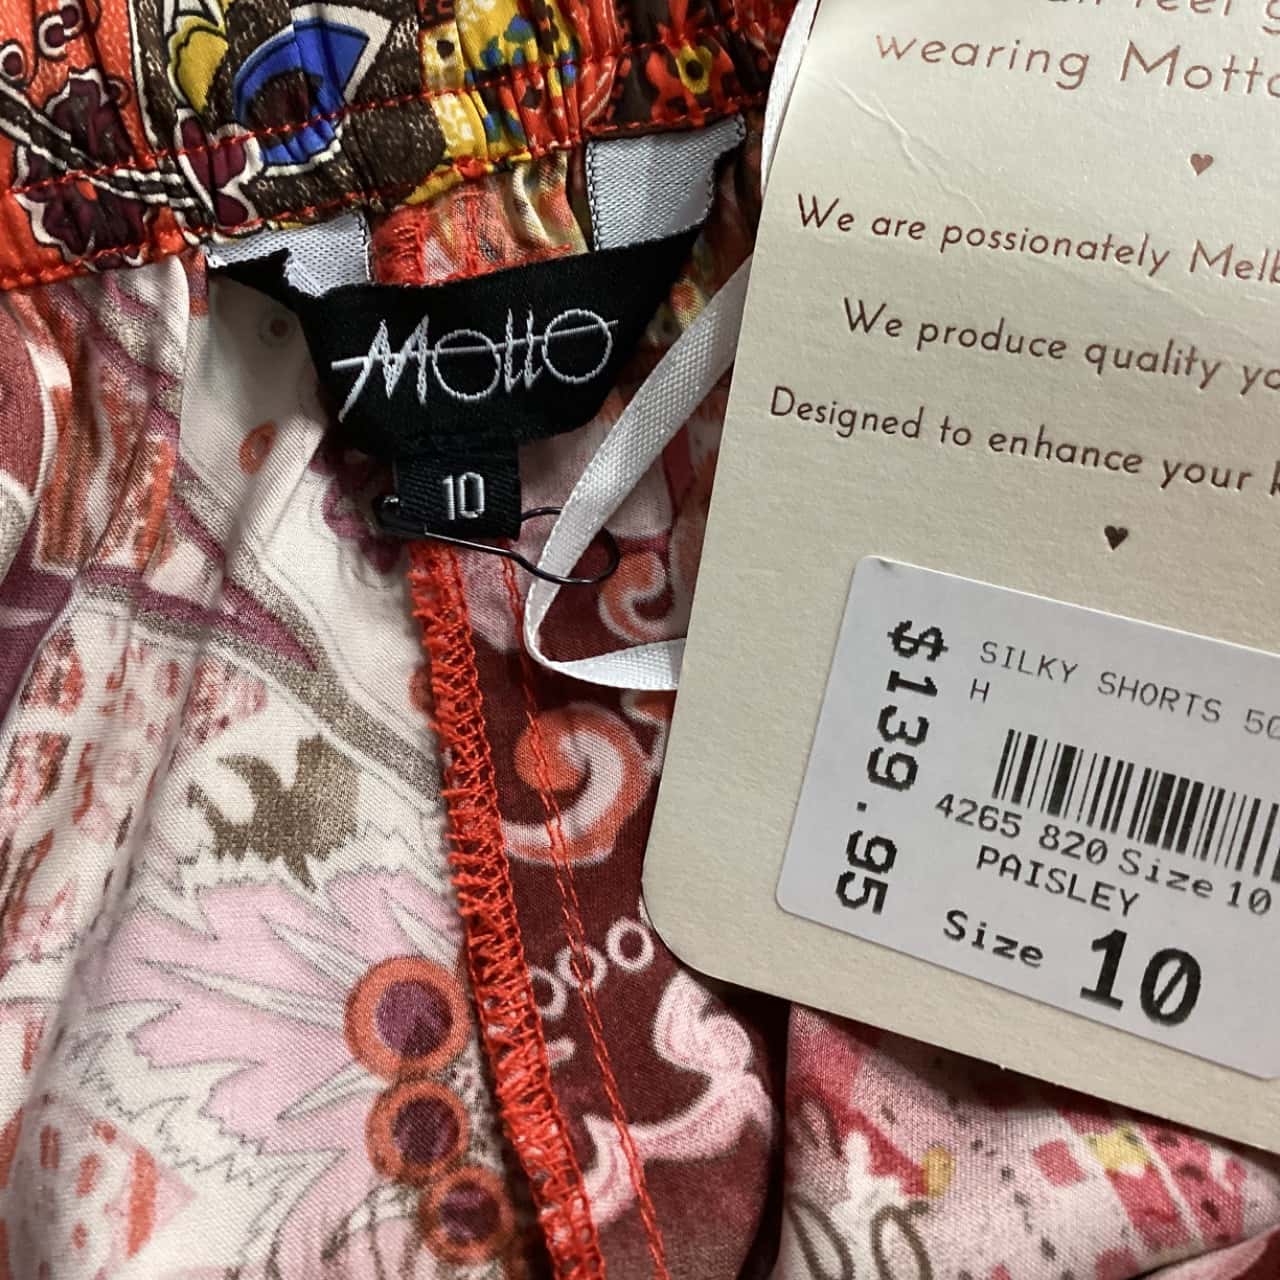 Motto
10
feel
wearing Motto
We are possionately Melb
We produce quality yo
Designed to enhance your
$139.95
SILKY SHORTS 50
H
4265 820 Size 10
PAISLEY
Size 10